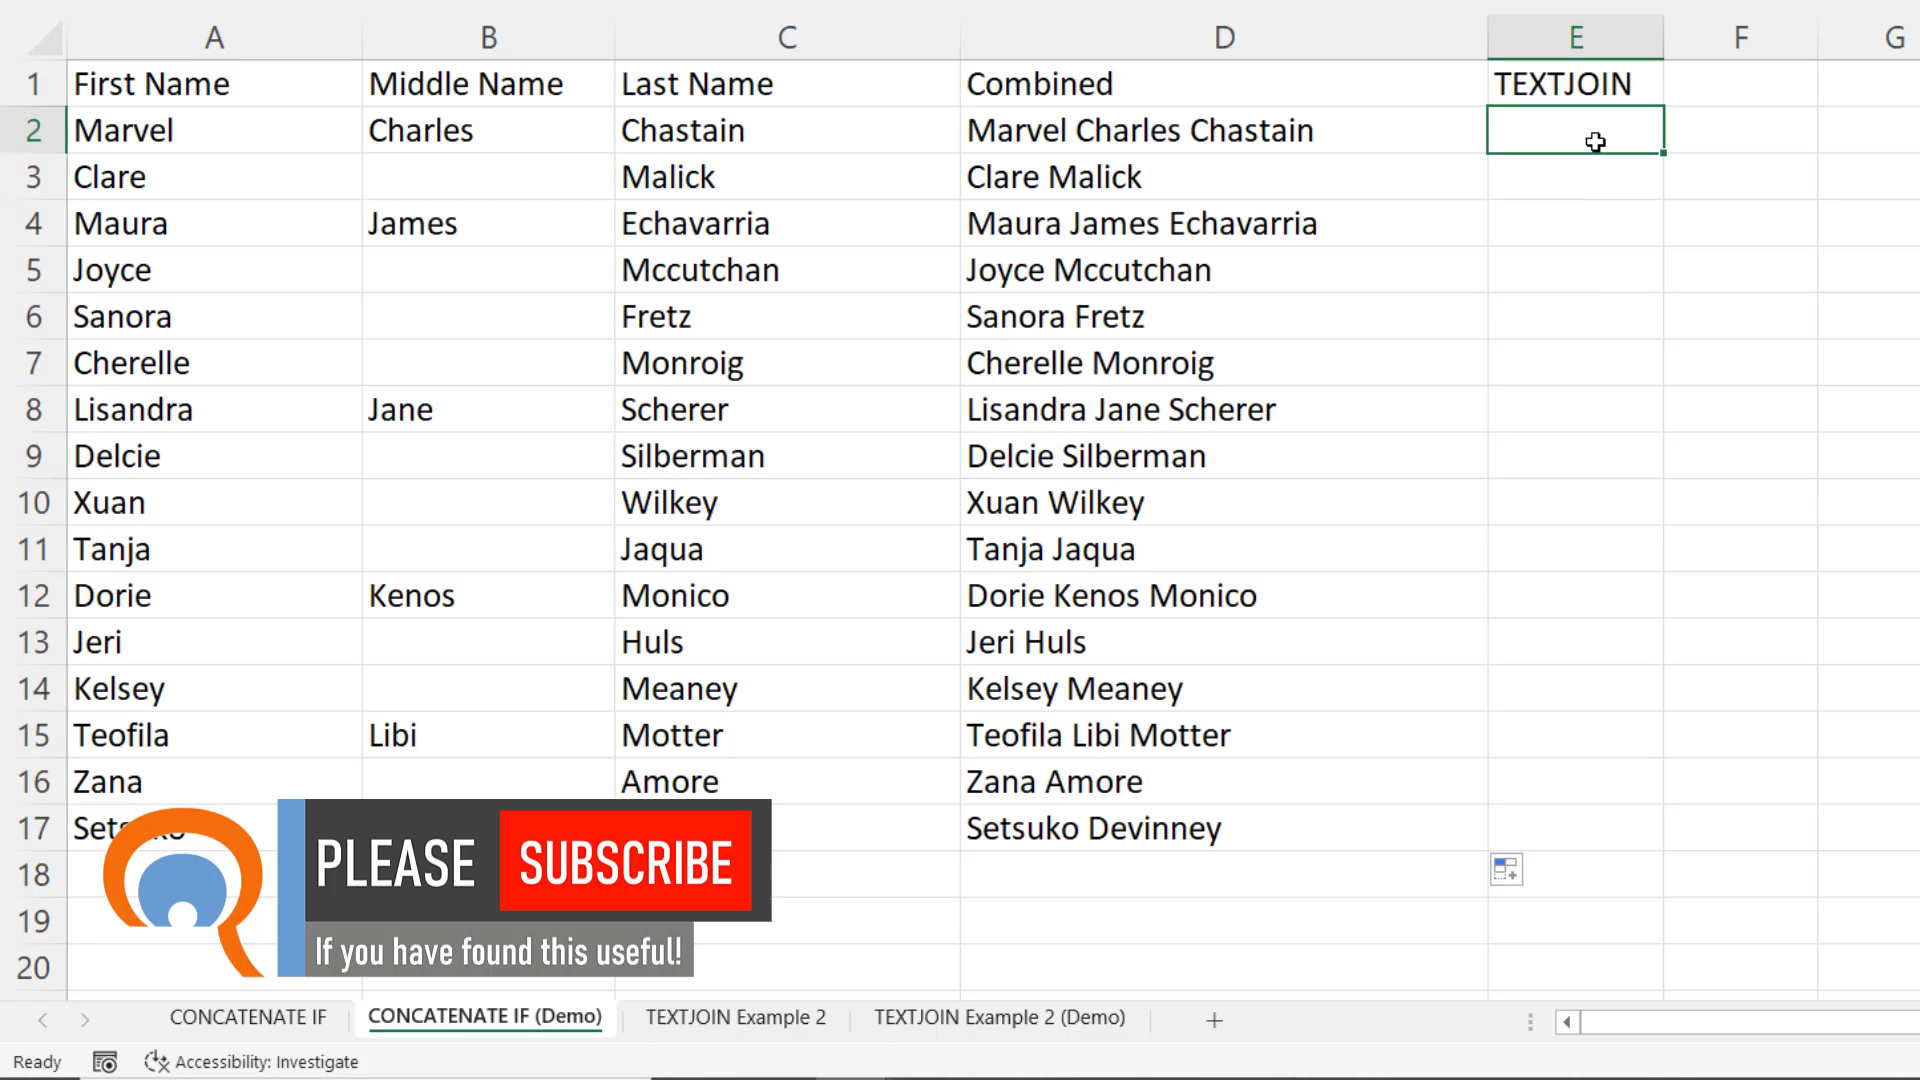 A B C D E F G
1 First Name Middle Name Last Name Combined TEXTJOIN
2 Marvel Charles Chastain Marvel Charles Chastain
3 Clare Malick Clare Malick
4 Maura James Echavarria Maura James Echavarria
5 Joyce Mccutchan Joyce Mccutchan
6 Sanora Fretz Sanora Fretz
7 Cherelle Monroig Cherelle Monroig
8 Lisandra Jane Scherer Lisandra Jane Scherer
9 Delcie Silberman Delcie Silberman
10 Xuan Wilkey Xuan Wilkey
11 Tanja Jaqua Tanja Jaqua
12 Dorie Kenos Monico Dorie Kenos Monico
13 Jeri Huls Jeri Huls
14 Kelsey Meaney Kelsey Meaney
15 Teofila Libi Motter Teofila Libi Motter
16 Zana Amore Zana Amore
17 Setsuko Devinney
18
PLEASE SUBSCRIBE
19
If you have found this useful!
20
CONCATENATE IF CONCATENATE IF (Demo) TEXTJOIN Example 2 TEXTJOIN Example 2 (Demo)
Ready Accessibility: Investigate